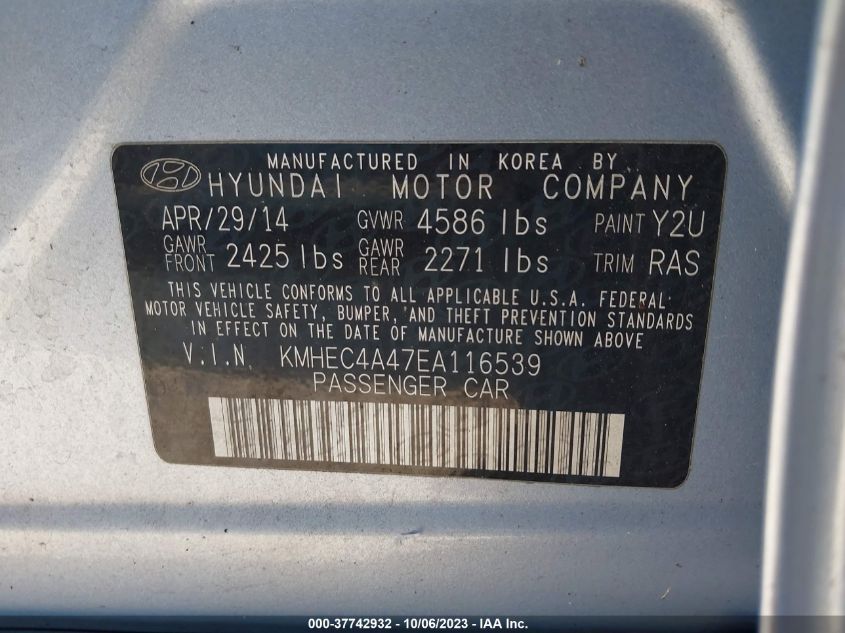 MANUFACTURED IN KOREA BY
HYUNDAI MOTOR COMPANY
APR/29/14 GVWR 4586 lbs PAINT Y2U
GAWR FRONT 2425 lbs GAWR REAR 2271 lbs TRIM RAS
THIS VEHICLE CONFORMS TO ALL APPLICABLE U.S.A. FEDERAL
MOTOR VEHICLE SAFETY, BUMPER, AND THEFT PREVENTION STANDARDS
IN EFFECT ON THE DATE OF MANUFACTURE SHOWN ABOVE
V.I.N. KMHEC4A47EA116539
PASSENGER CAR
000-37742932 - 10/06/2023 - IAA Inc.